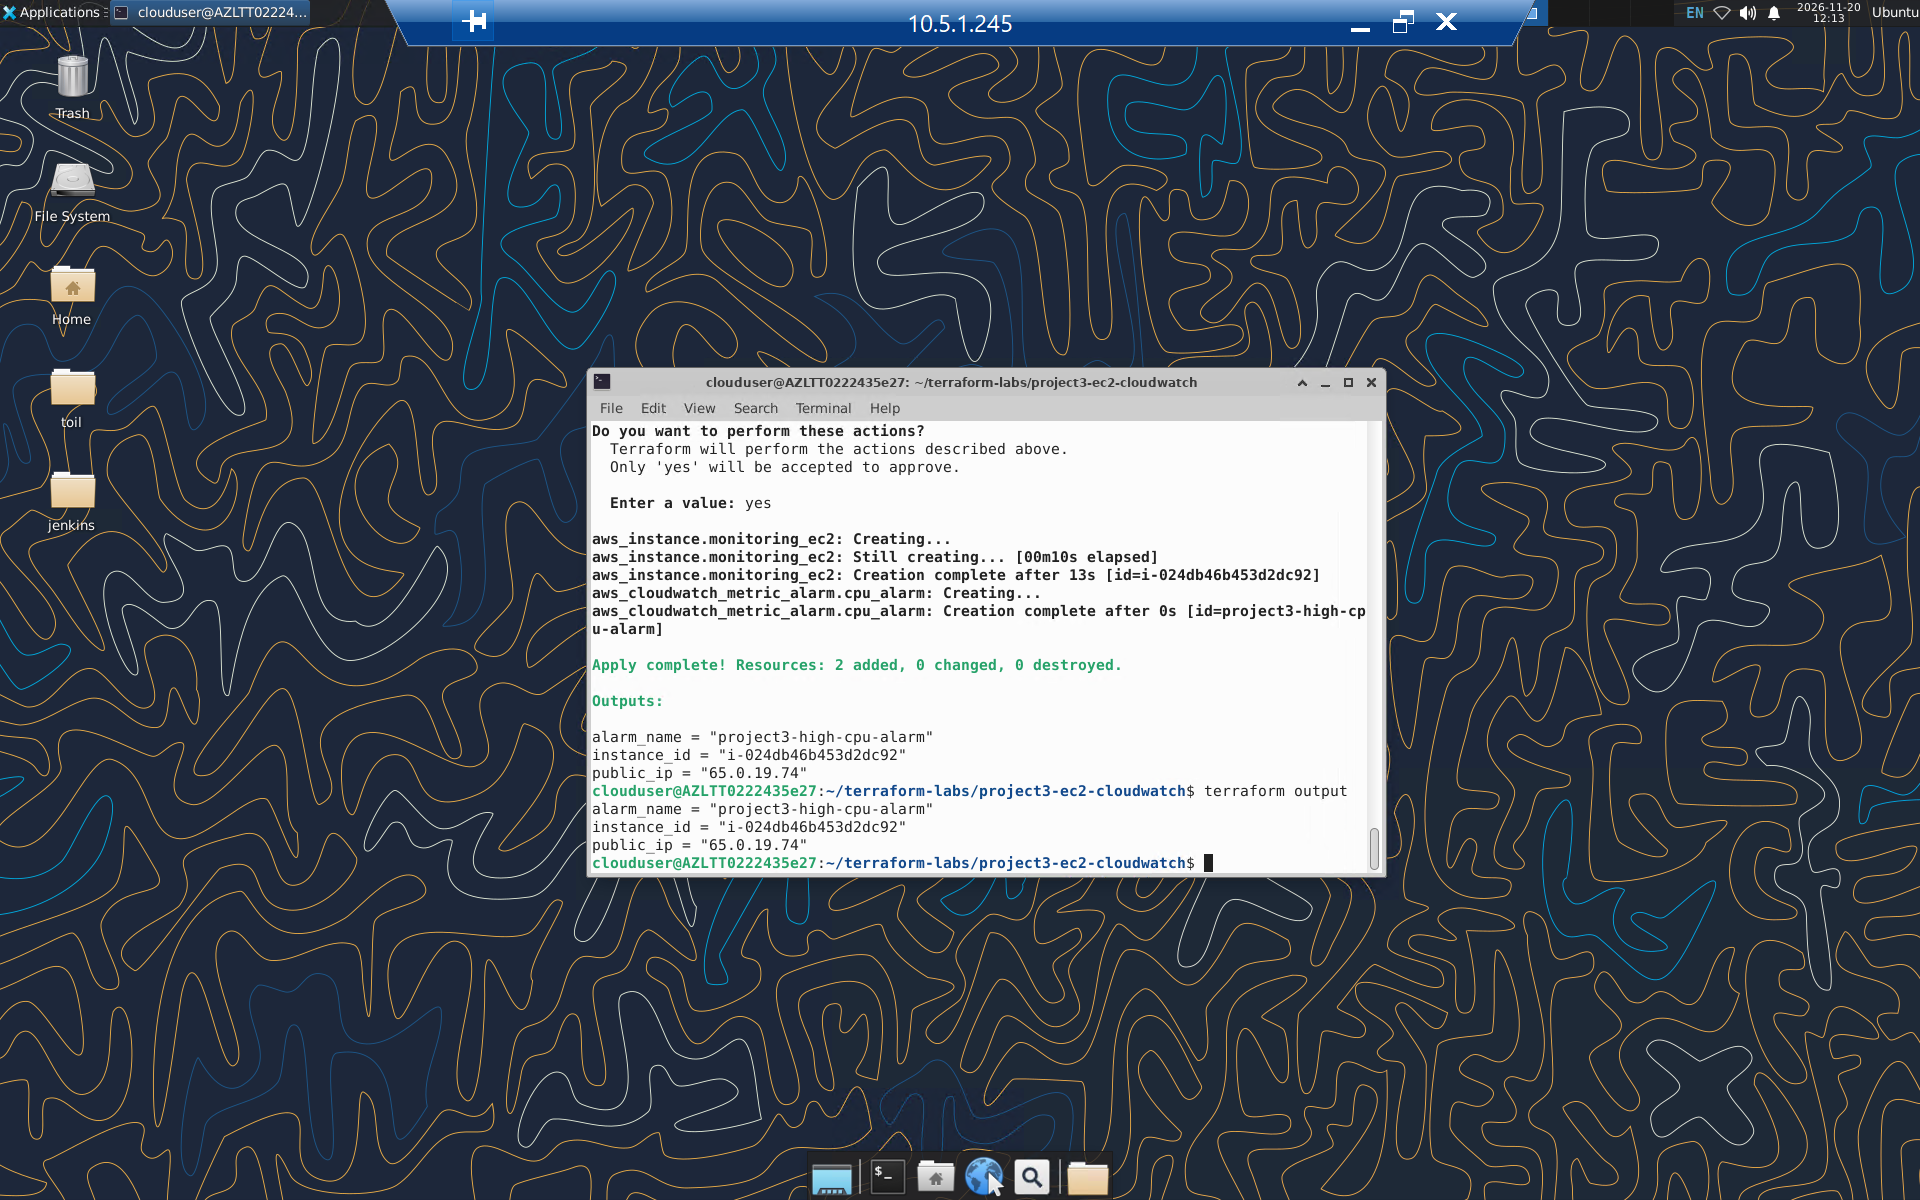 Applications
clouduser@AZLTT02224...
10.5.1.245
EN
2026-11-20
12:13
Ubuntu
Trash
File System
Home
toil
jenkins
clouduser@AZLTT0222435e27: ~/terraform-labs/project3-ec2-cloudwatch
File Edit View Search Terminal Help
Do you want to perform these actions?
Terraform will perform the actions described above.
Only 'yes' will be accepted to approve.
Enter a value: yes
aws_instance.monitoring_ec2: Creating...
aws_instance.monitoring_ec2: Still creating... [00m10s elapsed]
aws_instance.monitoring_ec2: Creation complete after 13s [id=i-024db46b453d2dc92]
aws_cloudwatch_metric_alarm.cpu_alarm: Creating...
aws_cloudwatch_metric_alarm.cpu_alarm: Creation complete after 0s [id=project3-high-cp
u-alarm]
Apply complete! Resources: 2 added, 0 changed, 0 destroyed.
Outputs:
alarm_name = "project3-high-cpu-alarm"
instance_id = "i-024db46b453d2dc92"
public_ip = "65.0.19.74"
clouduser@AZLTT0222435e27:~/terraform-labs/project3-ec2-cloudwatch$ terraform output
alarm_name = "project3-high-cpu-alarm"
instance_id = "i-024db46b453d2dc92"
public_ip = "65.0.19.74"
clouduser@AZLTT0222435e27:~/terraform-labs/project3-ec2-cloudwatch$